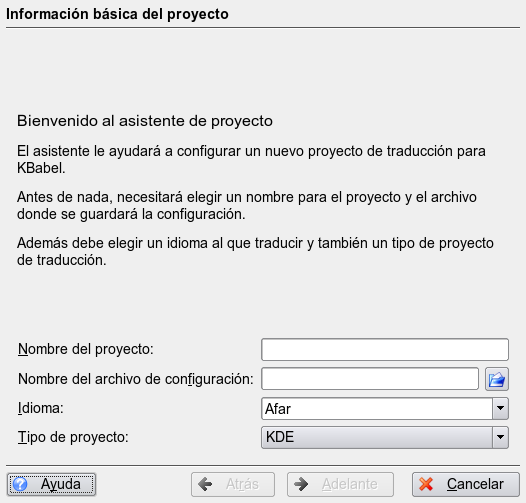 Información básica del proyecto
Bienvenido al asistente de proyecto
El asistente le ayudará a configurar un nuevo proyecto de traducción para
KBabel.
Antes de nada, necesitará elegir un nombre para el proyecto y el archivo
donde se guardará la configuración.
Además debe elegir un idioma al que traducir y también un tipo de proyecto
de traducción.
Nombre del proyecto:
Nombre del archivo de configuración:
Idioma: Afar
Tipo de proyecto: KDE
Ayuda Atrás Adelante Cancelar